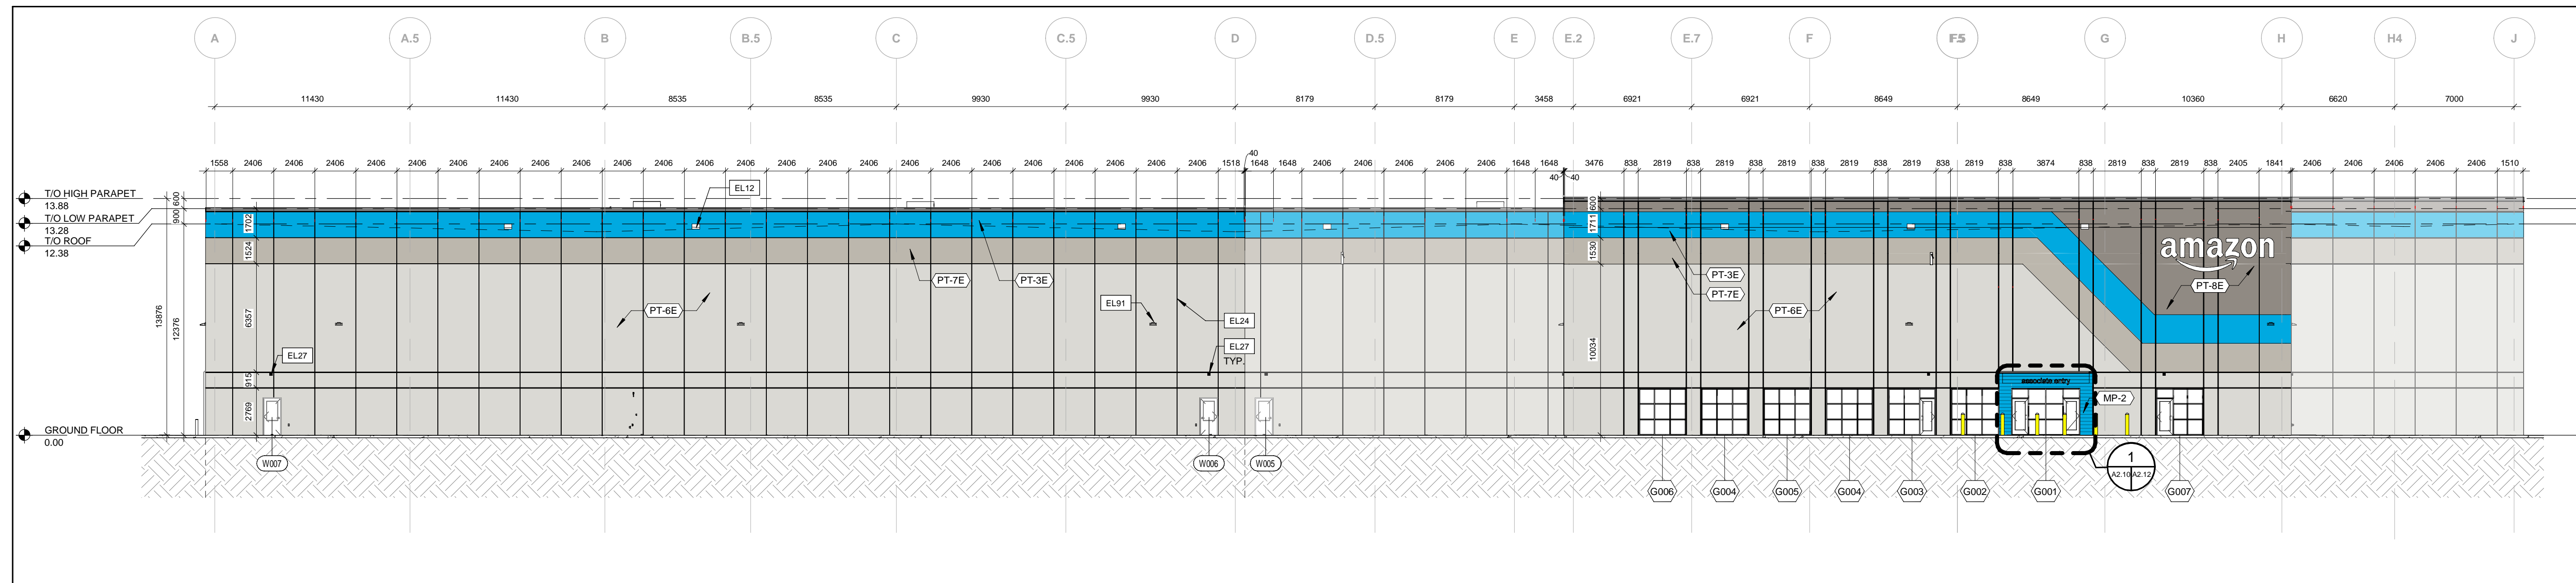 A A.5 B B.5 C C.5 D D.5 E E.2 E.7 F F.5 G H H4 J
11430 11430 8535 8535 9930 9930 8179 8179 3458 6921 6921 8649 8649 10360 6620 7000
40
1558 2406 2406 2406 2406 2406 2406 2406 2406 2406 2406 2406 2406 2406 2406 2406 2406 2406 2406 2406 2406 2406 2406 2406 2406 1518 1648 1648 2406 2406 2406 2406 2406 1648 1648 3476 838 2819 838 2819 838 2819 838 2819 838 2819 838 2819 838 3874 838 2819 838 2819 838 2405 1841 2406 2406 2406 2406 2406 1510
40 40
T/O HIGH PARAPET
13.88
T/O LOW PARAPET
13.28
T/O ROOF
12.38
GROUND FLOOR
0.00
600
900
13876
12376
1702
1524
6357
915
2769
600
1711
1530
10034
EL12
PT-7E
PT-3E
PT-6E
EL91
EL24
EL27
EL27
TYP.
PT-3E
PT-7E
PT-6E
amazon
PT-8E
associate entry
MP-2
W007 W006 W005
1
A2.10 A2.12
G006 G004 G005 G004 G003 G002 G001 G007